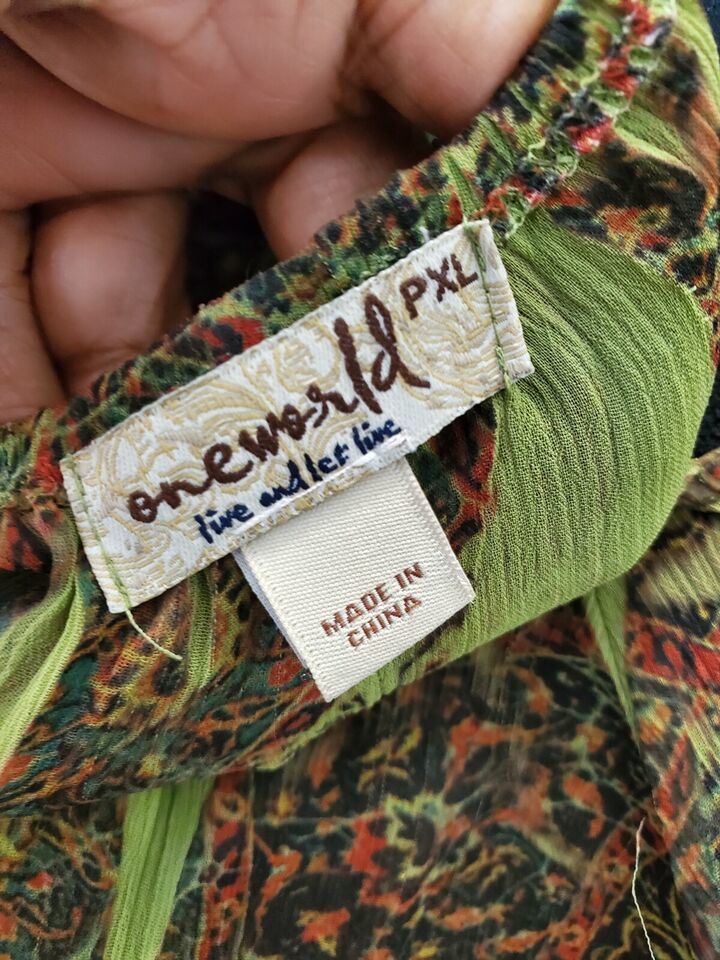 oneworld PXL
live and let live
MADE IN
CHINA